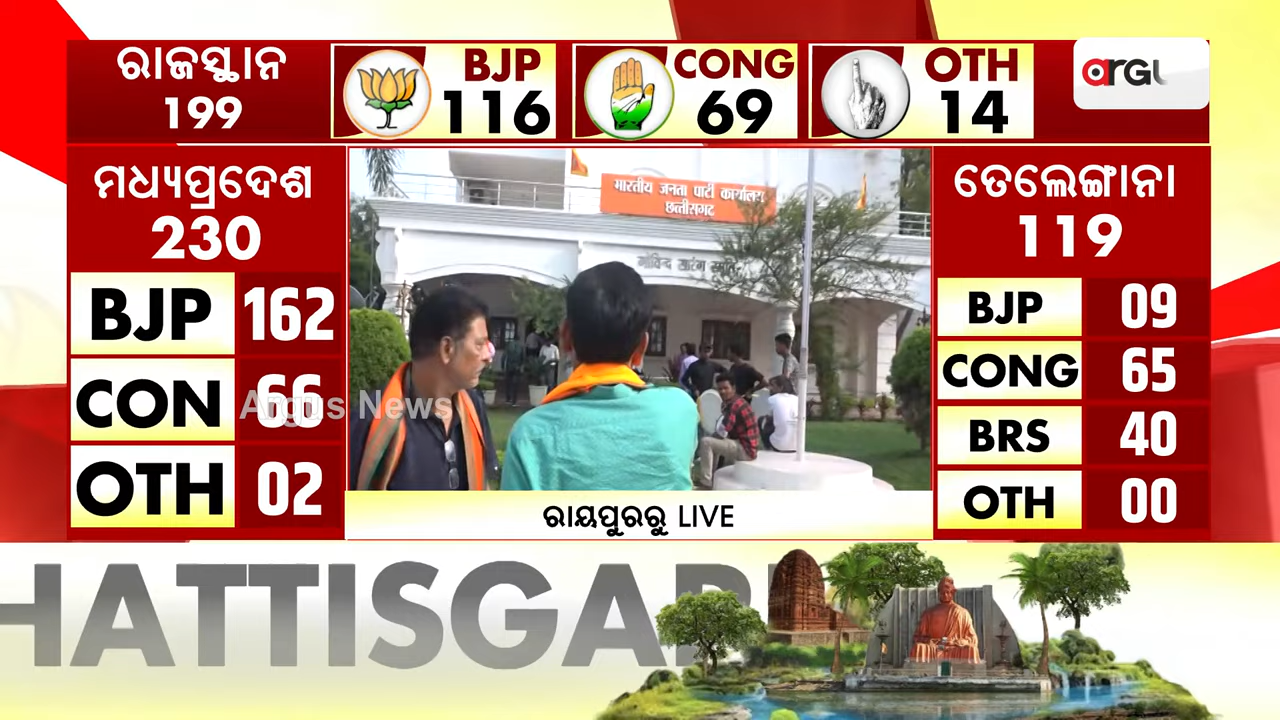 ରାଜସ୍ଥାନ
199
BJP
116
CONG
69
OTH
14
ARGU
ମଧ୍ୟପ୍ରଦେଶ
230
BJP 162
CON 66
OTH 02
भारतीय जनता पार्टी कार्यालय
छत्तीसगढ़
गोविन्द सारंग स्मृति
Argus News
ରାୟପୁରରୁ LIVE
ତେଲେଙ୍ଗାନା
119
BJP 09
CONG 65
BRS 40
OTH 00
HATTISGAR